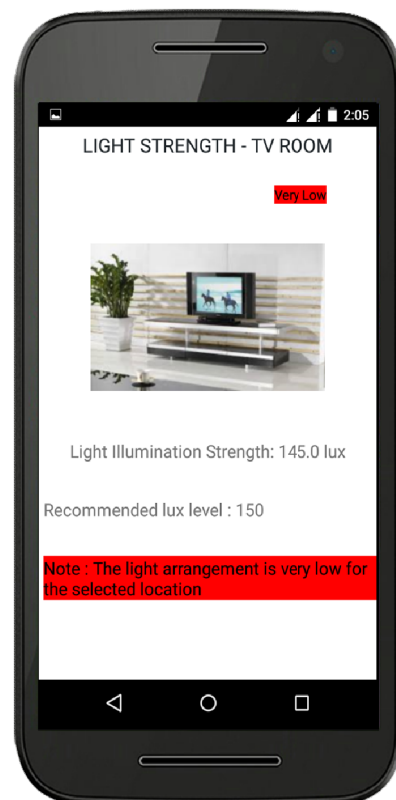 2:05
LIGHT STRENGTH - TV ROOM
Very Low
Light Illumination Strength: 145.0 lux
Recommended lux level : 150
Note : The light arrangement is very low for
the selected location